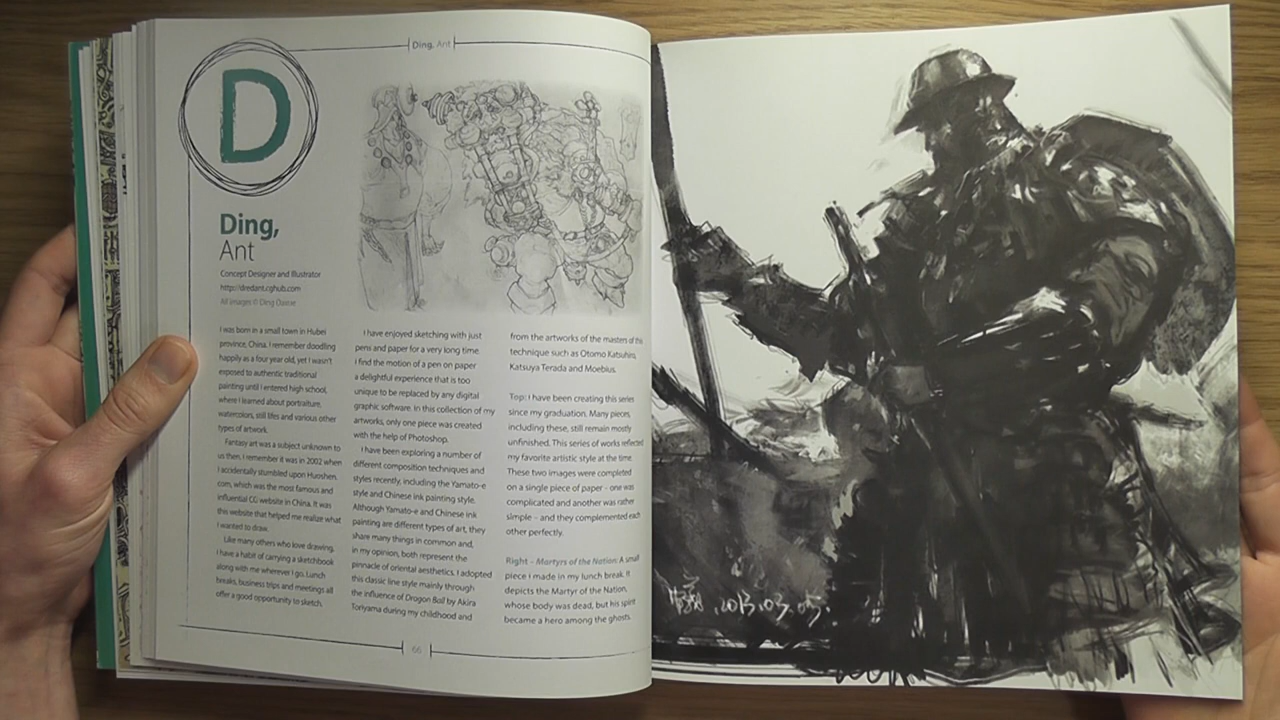 Ding, Ant
D
Ding,
Ant
Concept Designer and Illustrator
http://dredant.cghub.com
All images © Ding Danxe
I was born in a small town in Hubei
province, China. I remember doodling
happily as a four year old, yet I wasn't
exposed to authentic traditional
painting until I entered high school,
where I learned about portraiture,
watercolors, still lifes and various other
types of artwork.
Fantasy art was a subject unknown to
us then. I remember it was in 2002 when
I accidentally stumbled upon Huoshen.
com, which was the most famous and
influential CG website in China. It was
this website that helped me realize what
I wanted to draw.
Like many others who love drawing,
I have a habit of carrying a sketchbook
along with me wherever I go. Lunch
breaks, business trips and meetings all
offer a good opportunity to sketch.
I have enjoyed sketching with just
pens and paper for a very long time.
I find the motion of a pen on paper
a delightful experience that is too
unique to be replaced by any digital
graphic software. In this collection of my
artworks, only one piece was created
with the help of Photoshop.
I have been exploring a number of
different composition techniques and
styles recently, including the Yamato-e
style and Chinese ink painting style.
Although Yamato-e and Chinese ink
painting are different types of art, they
share many things in common and,
in my opinion, both represent the
pinnacle of oriental aesthetics. I adopted
this classic line style mainly through
the influence of Dragon Ball by Akira
Toriyama during my childhood and
from the artworks of the masters of this
technique such as Otomo Katsuhiro,
Katsuya Terada and Moebius.
Top: I have been creating this series
since my graduation. Many pieces,
including these, still remain mostly
unfinished. This series of works reflected
my favorite artistic style at the time.
These two images were completed
on a single piece of paper – one was
complicated and another was rather
simple – and they complemented each
other perfectly.
Right – Martyrs of the Nation: A small
piece I made in my lunch break. It
depicts the Martyr of the Nation,
whose body was dead, but his spirit
became a hero among the ghosts.
66
.2013.03.05.